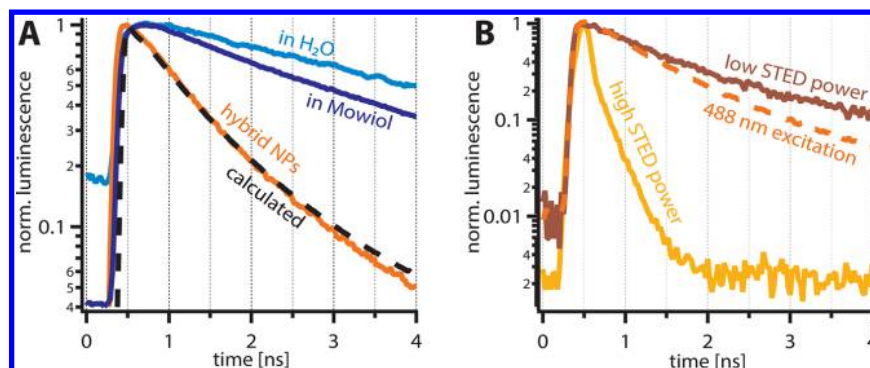 A
norm. luminescence
1
6
5
4
3
2
0.1
6
5
4
in H₂O
in Mowiol
hybrid NPs
calculated
0 1 2 3 4
time [ns]
B
norm. luminescence
1
4
2
0.1
4
2
0.01
4
2
low STED power
488 nm excitation
high STED power
0 1 2 3 4
time [ns]